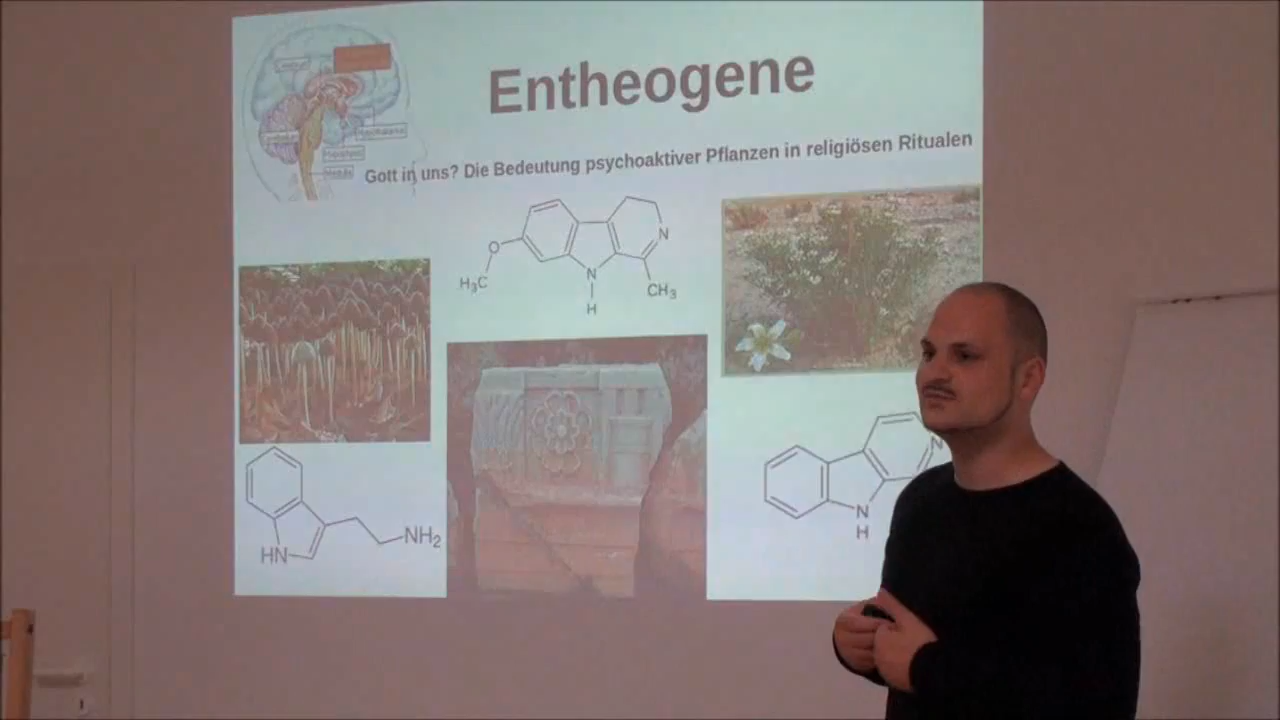 Entheogene
Gott in uns? Die Bedeutung psychoaktiver Pflanzen in religiösen Ritualen
O
N
H₃C
N
H
CH₃
N
N
H
HN
NH₂